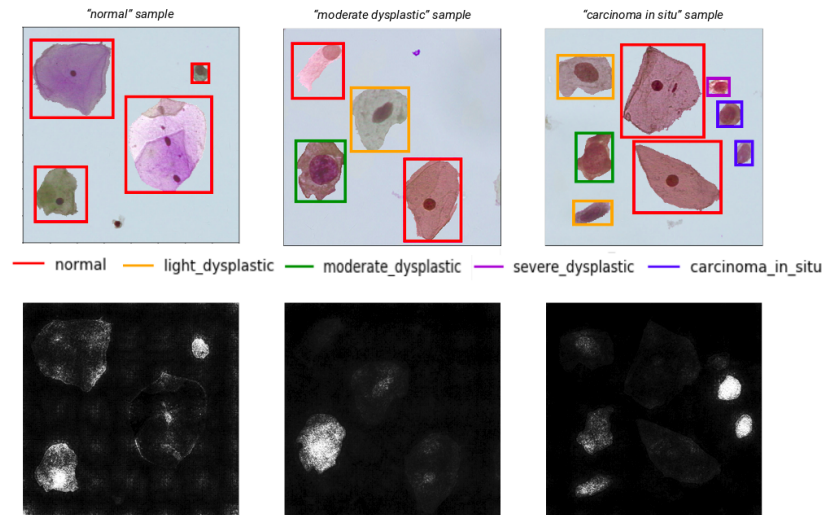 “normal” sample “moderate dysplastic” sample “carcinoma in situ” sample
normal light_dysplastic moderate_dysplastic severe_dysplastic carcinoma_in_situ